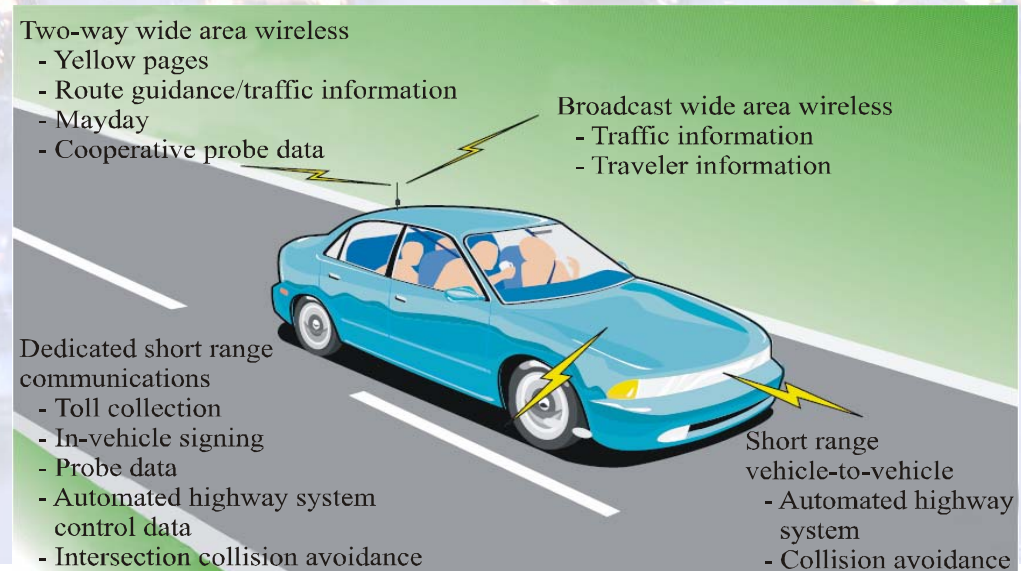 Two-way wide area wireless
- Yellow pages
- Route guidance/traffic information
- Mayday
- Cooperative probe data
Broadcast wide area wireless
- Traffic information
- Traveler information
Dedicated short range
communications
- Toll collection
- In-vehicle signing
- Probe data
- Automated highway system
control data
- Intersection collision avoidance
Short range
vehicle-to-vehicle
- Automated highway
system
- Collision avoidance